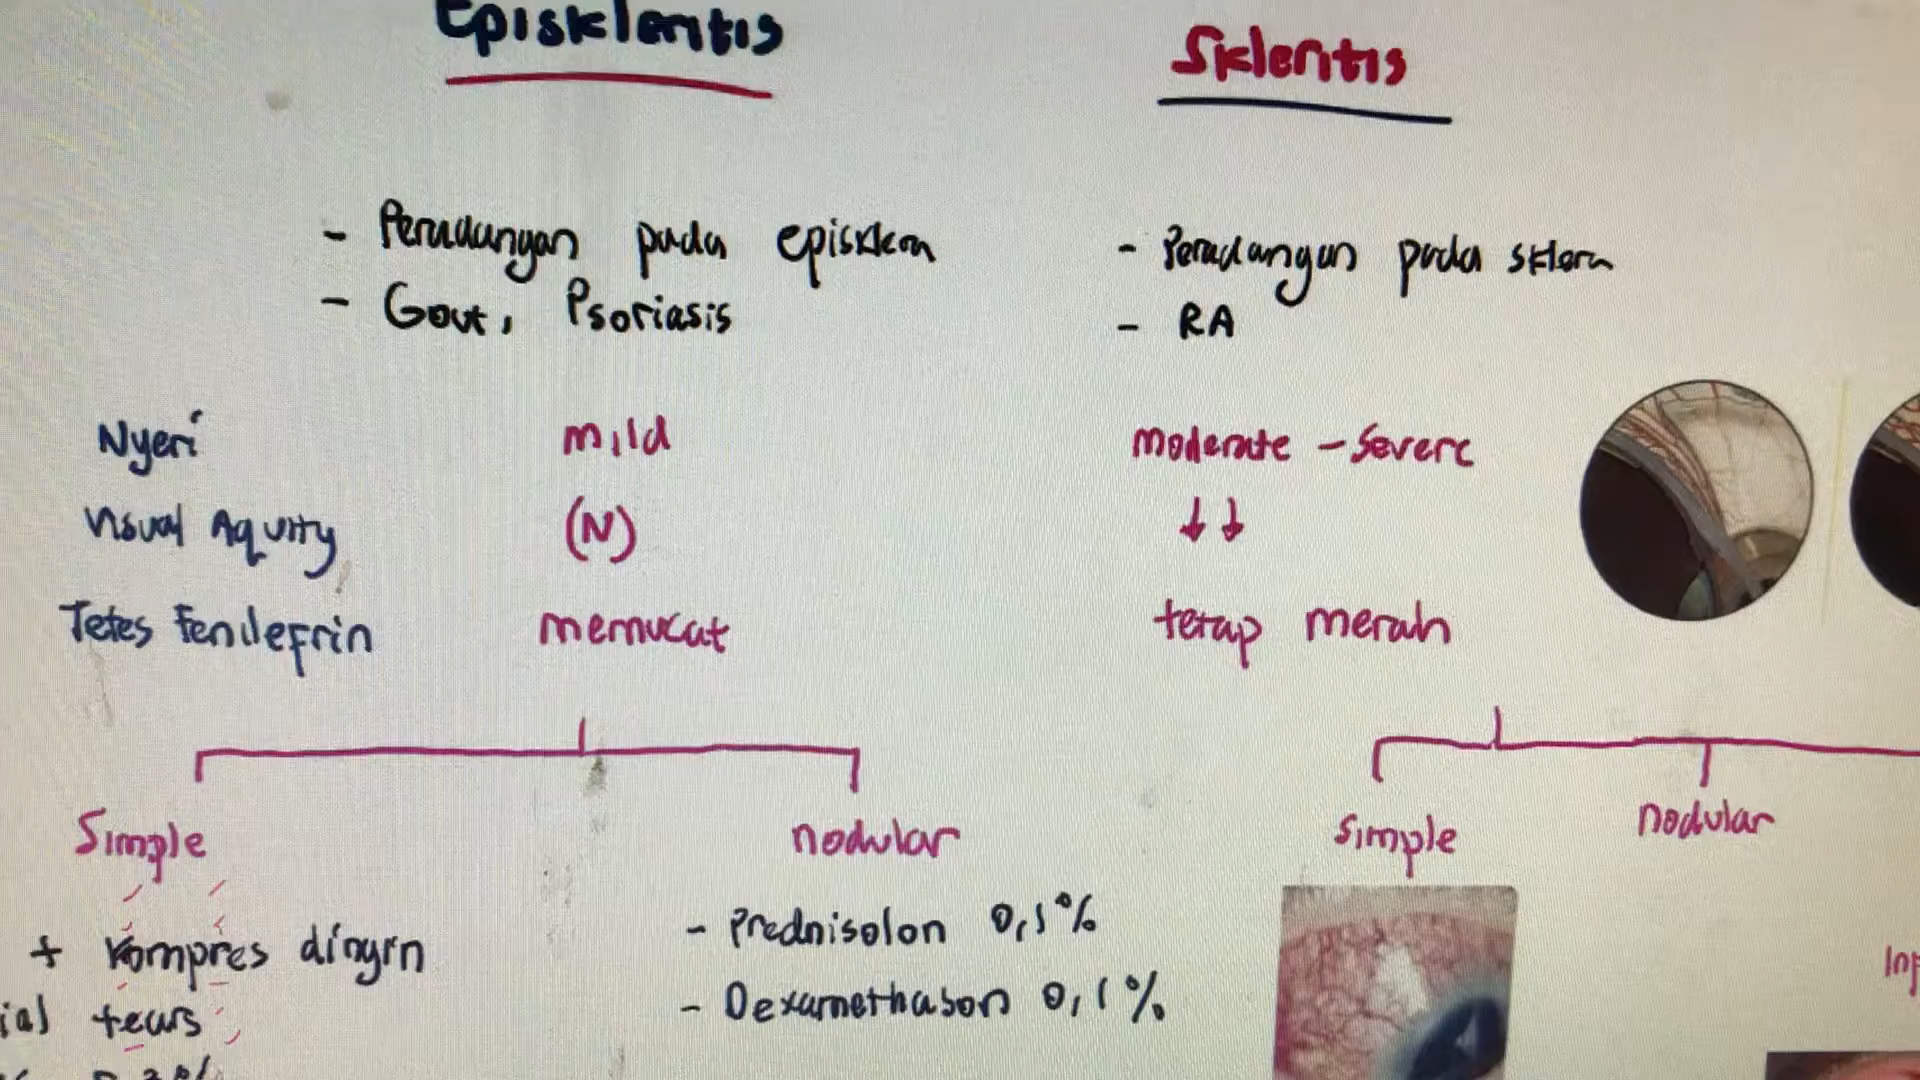 Episkleritis
Skleritis
- Peradangan pada episklera
- Gout, Psoriasis
- Peradangan pada sklera
- RA
Nyeri mild moderate - severe
Visual Aquity (N) ↓↓
Tetes Fenilefrin memucat tetap merah
Simple nodular simple nodular
+ kompres dingin
- Prednisolon 0,1%
tears
- Dexamethason 0,1%